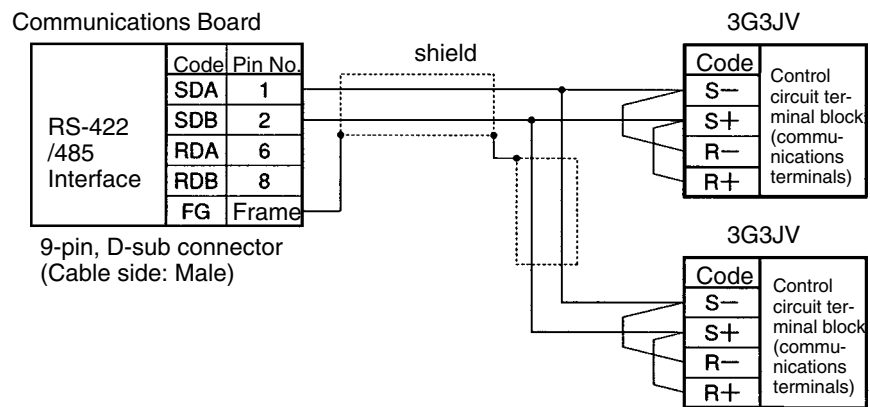 Communications Board
3G3JV
shield
Code Pin No.
SDA 1
SDB 2
RDA 6
RDB 8
FG Frame
RS-422
/485
Interface
9-pin, D-sub connector
(Cable side: Male)
Code
S−
S+
R−
R+
Control
circuit ter-
minal block
(commu-
nications
terminals)
3G3JV
Code
S−
S+
R−
R+
Control
circuit ter-
minal block
(commu-
nications
terminals)